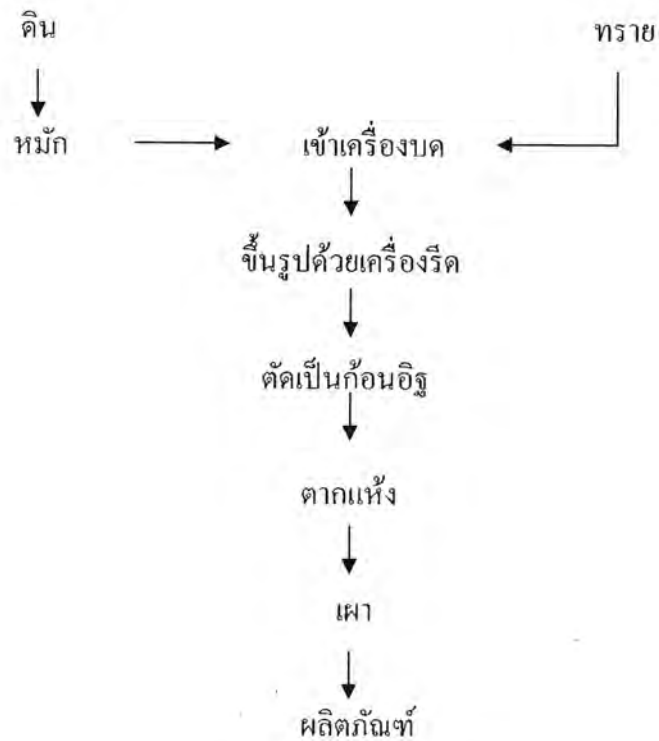 ดิน ทราย
หมัก เข้าเครื่องบด
ขึ้นรูปด้วยเครื่องรีด
ตัดเป็นก้อนอิฐ
ตากแห้ง
เผา
ผลิตภัณฑ์